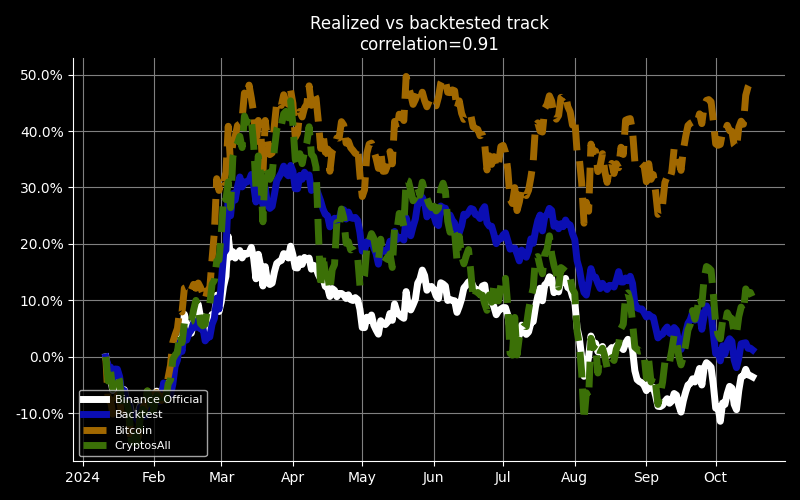 Realized vs backtested track
correlation=0.91
50.0%
40.0%
30.0%
20.0%
10.0%
0.0%
-10.0%
Binance Official
Backtest
Bitcoin
CryptosAll
2024 Feb Mar Apr May Jun Jul Aug Sep Oct